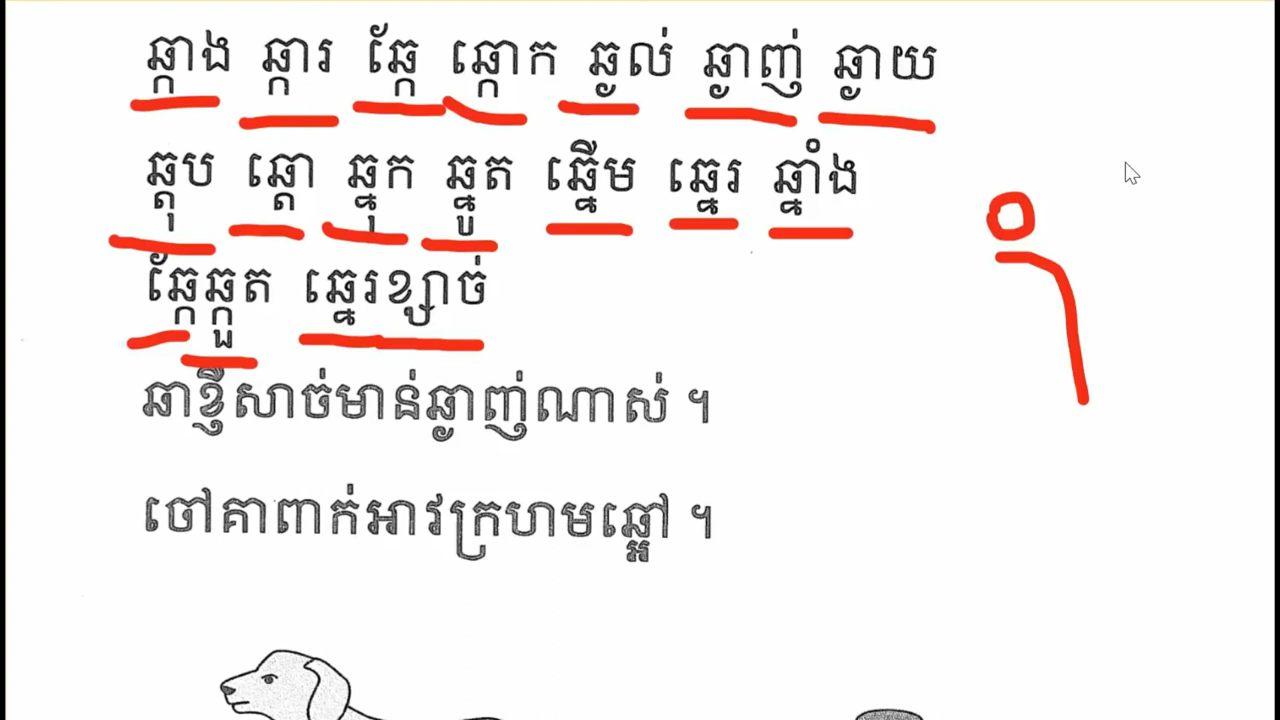 ឆ្កាង ឆ្ការ ឆ្កែ ឆ្កោក ឆ្ងល់ ឆ្ងាញ់ ឆ្ងាយ
ឆ្តុប ឆ្តោ ឆ្នុក ឆ្នូត ឆ្នើម ឆ្នេរ ឆ្នាំង
ឆ្កែឆ្កួត ឆ្នេរខ្សាច់
ឆាខ្ញីសាច់មាន់ឆ្ងាញ់ណាស់ ។
ចៅគាពាក់អាវក្រហមឆ្អៅ ។